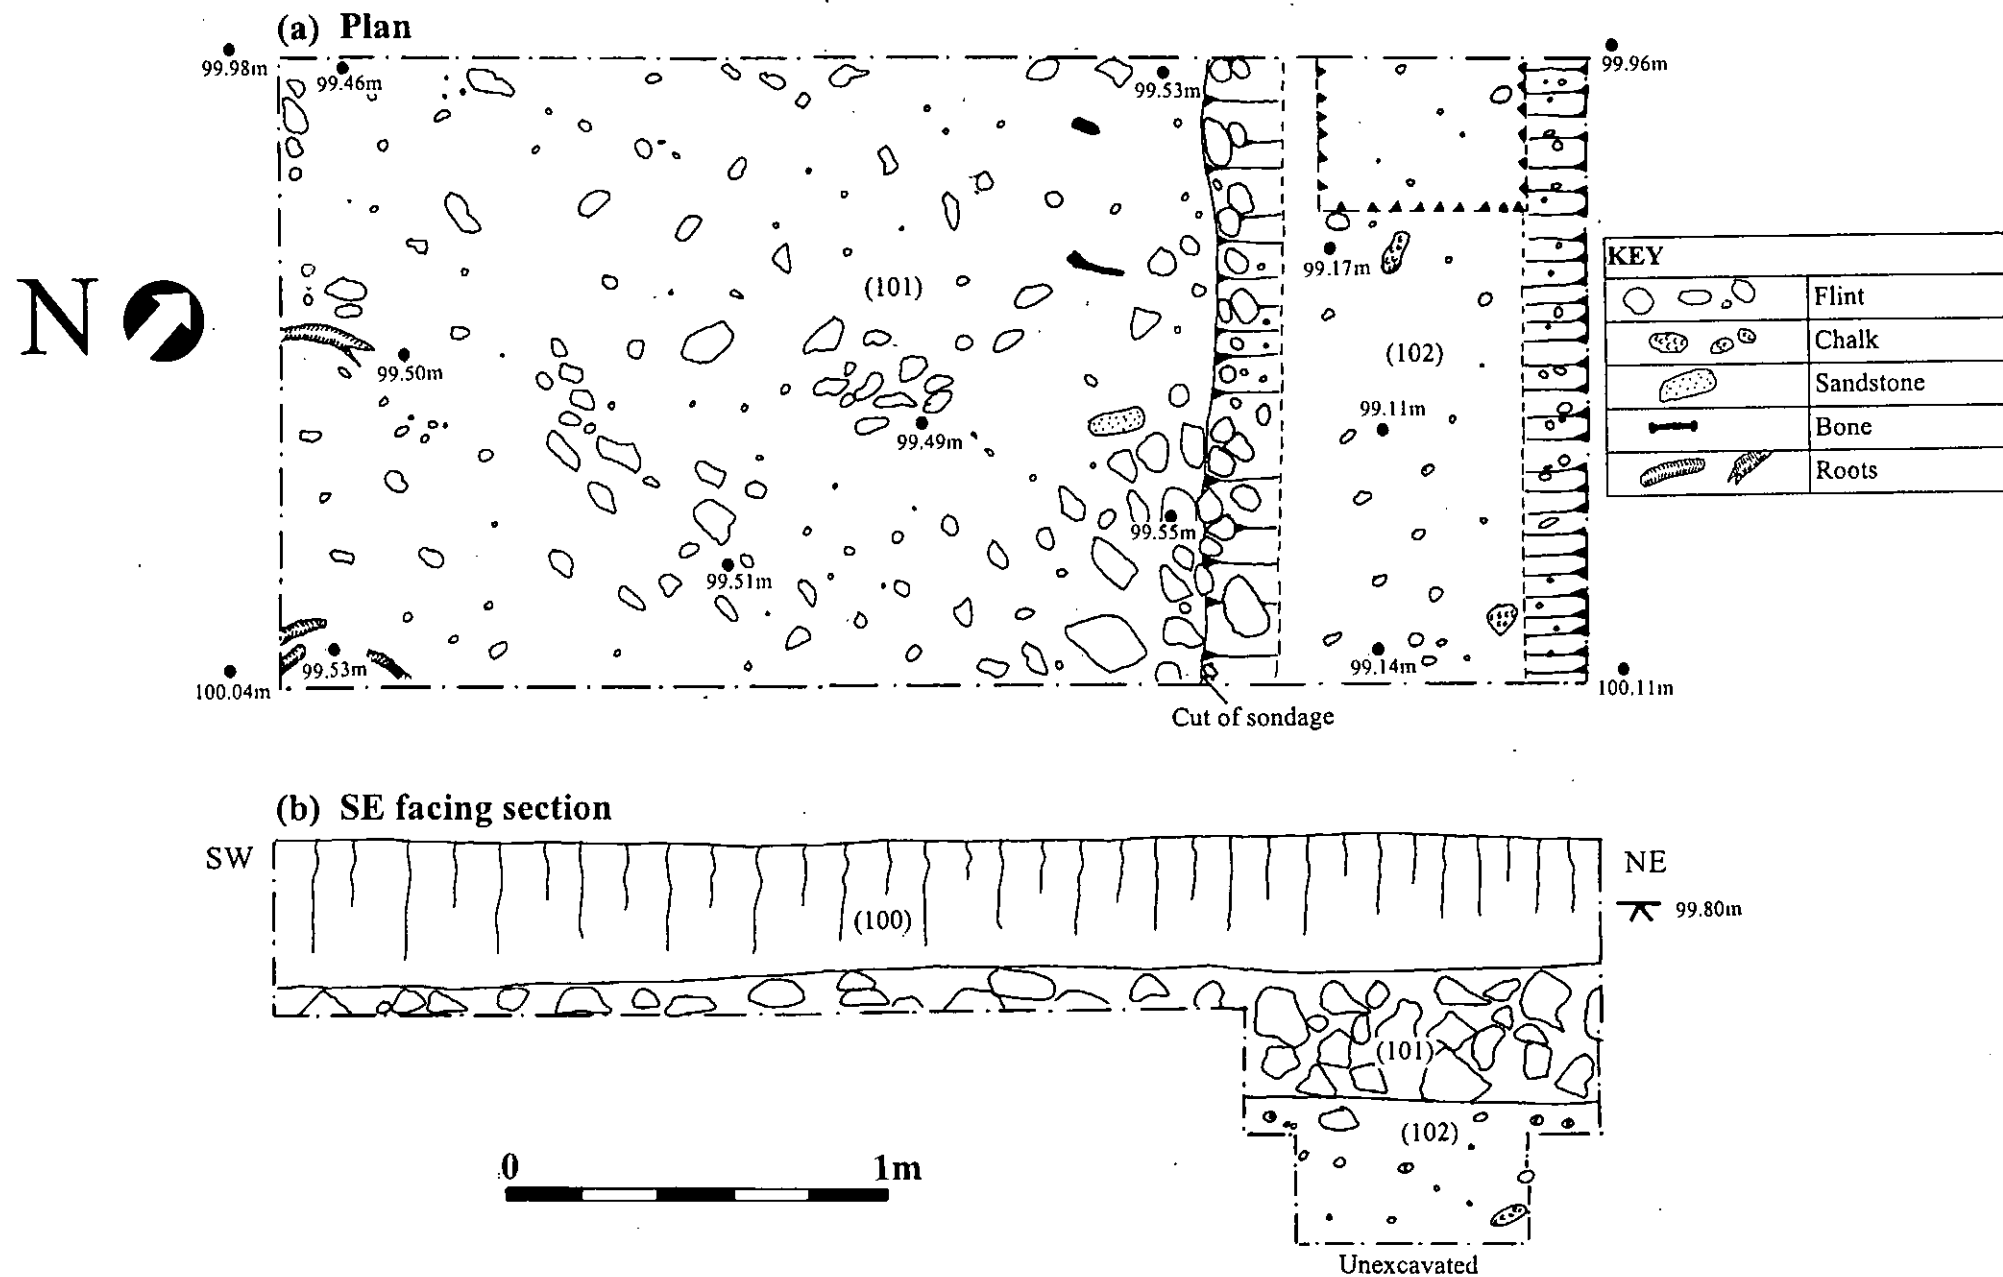 (a) Plan
99.98m
99.46m
99.53m
99.96m
N
(101)
99.17m
(102)
99.50m
99.49m
99.11m
99.55m
99.51m
99.53m
99.14m
100.04m
100.11m
Cut of sondage
KEY
Flint
Chalk
Sandstone
Bone
Roots
(b) SE facing section
SW
NE
(100)
99.80m
(101)
(102)
0 1m
Unexcavated